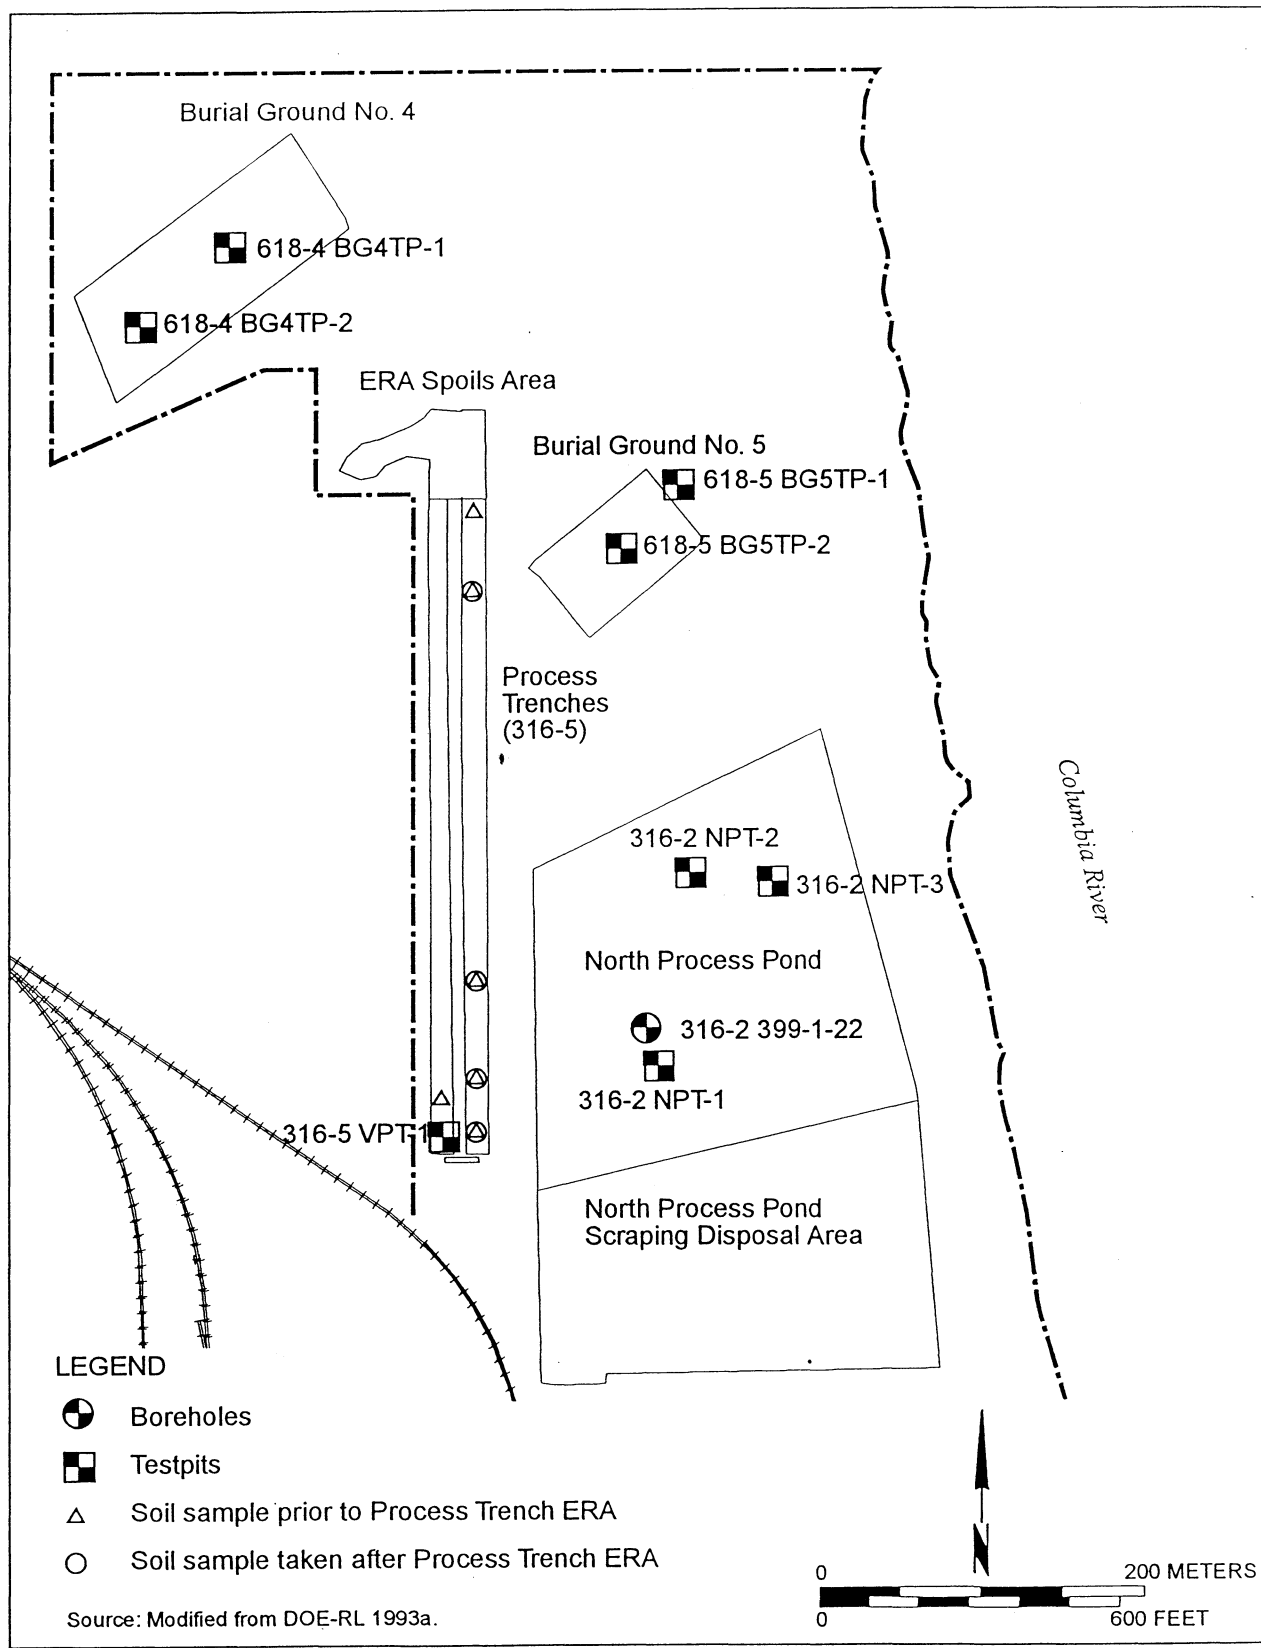 Burial Ground No. 4
618-4 BG4TP-1
618-4 BG4TP-2
ERA Spoils Area
Burial Ground No. 5
618-5 BG5TP-1
618-5 BG5TP-2
Process
Trenches
(316-5)
Columbia River
316-2 NPT-2
316-2 NPT-3
North Process Pond
316-2 399-1-22
316-2 NPT-1
316-5 VPT-1
North Process Pond
Scraping Disposal Area
LEGEND
Boreholes
Testpits
Soil sample prior to Process Trench ERA
Soil sample taken after Process Trench ERA
Source: Modified from DOE-RL 1993a.
N
0 200 METERS
0 600 FEET